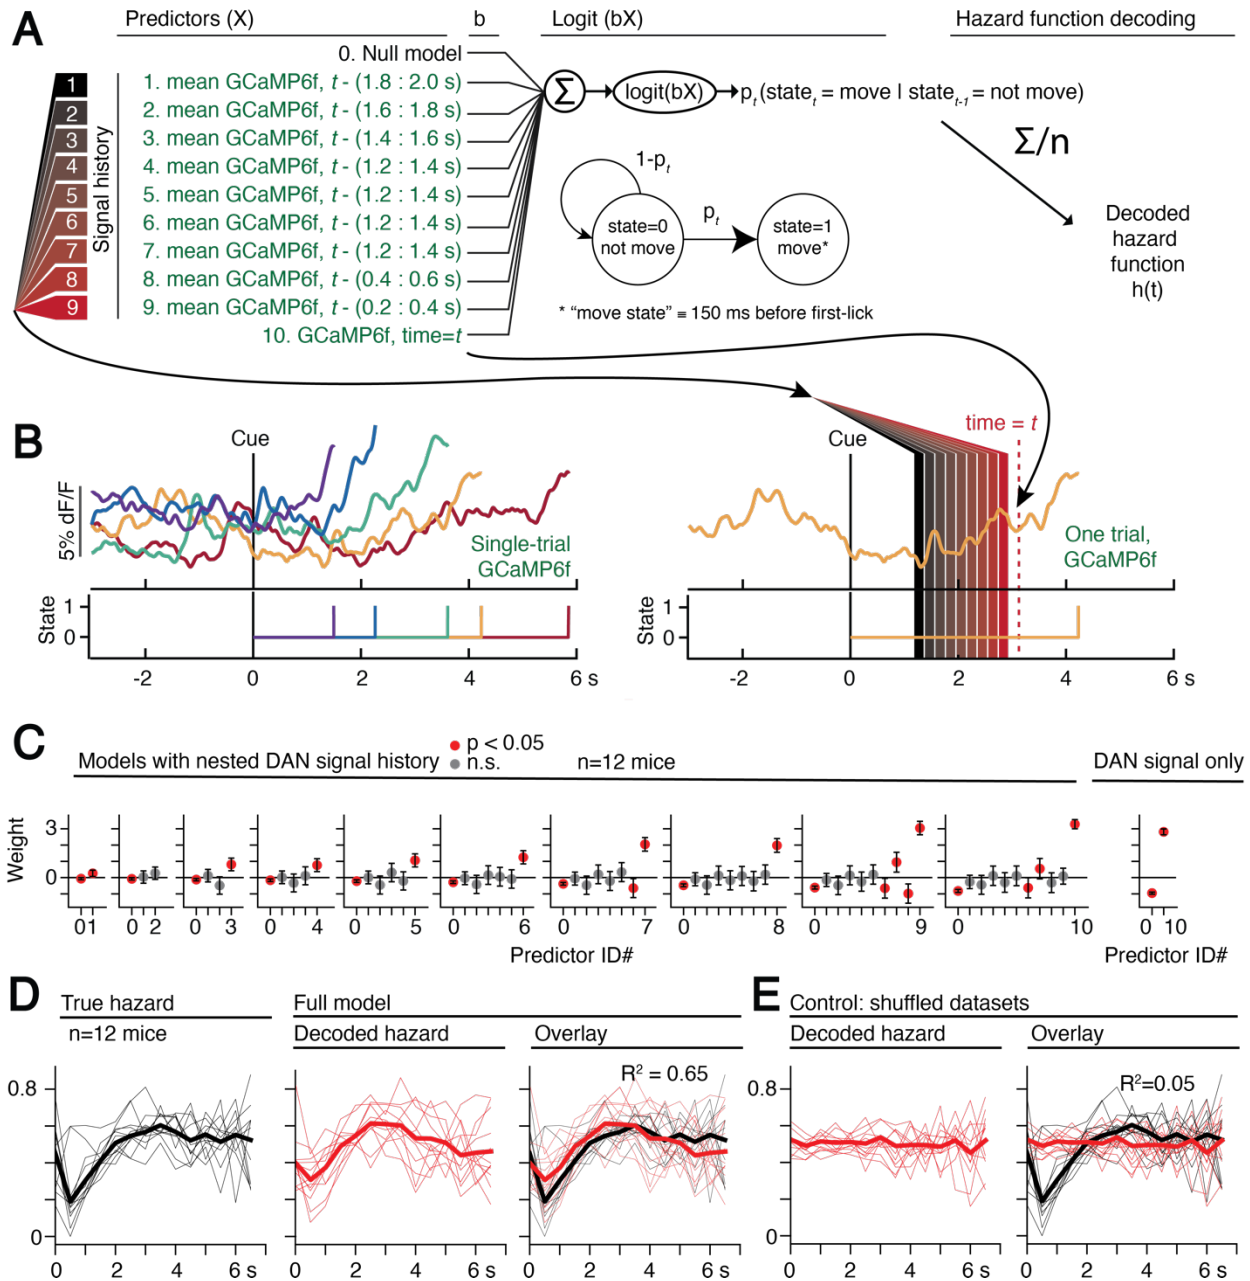 A
Predictors (X)
b
Logit (bX)
Hazard function decoding
0. Null model
1
2
3
4
5
6
7
8
9
Signal history
1. mean GCaMP6f, t - (1.8 : 2.0 s)
2. mean GCaMP6f, t - (1.6 : 1.8 s)
3. mean GCaMP6f, t - (1.4 : 1.6 s)
4. mean GCaMP6f, t - (1.2 : 1.4 s)
5. mean GCaMP6f, t - (1.2 : 1.4 s)
6. mean GCaMP6f, t - (1.2 : 1.4 s)
7. mean GCaMP6f, t - (1.2 : 1.4 s)
8. mean GCaMP6f, t - (0.4 : 0.6 s)
9. mean GCaMP6f, t - (0.2 : 0.4 s)
10. GCaMP6f, time=t
Σ
logit(bX)
pt (statet = move I statet-1 = not move)
Σ/n
1-pt
pt
state=0
not move
state=1
move*
Decoded
hazard
function
h(t)
* “move state” ≡ 150 ms before first-lick
B
Cue
5% dF/F
Single-trial
GCaMP6f
State
1
0
-2 0 2 4 6 s
time = t
Cue
One trial,
GCaMP6f
State
1
0
-2 0 2 4 6 s
C
Models with nested DAN signal history
p < 0.05
n.s.
n=12 mice
DAN signal only
Weight
3
0
0 1
0 2
0 3
0 4
0 5
0 6
0 7
0 8
0 9
0 10
0 10
Predictor ID#
Predictor ID#
D
True hazard
n=12 mice
Full model
Decoded hazard
Overlay
R2 = 0.65
0.8
0
0 2 4 6 s
0 2 4 6 s
0 2 4 6 s
E
Control: shuffled datasets
Decoded hazard
Overlay
R2=0.05
0.8
0
0 2 4 6 s
0 2 4 6 s